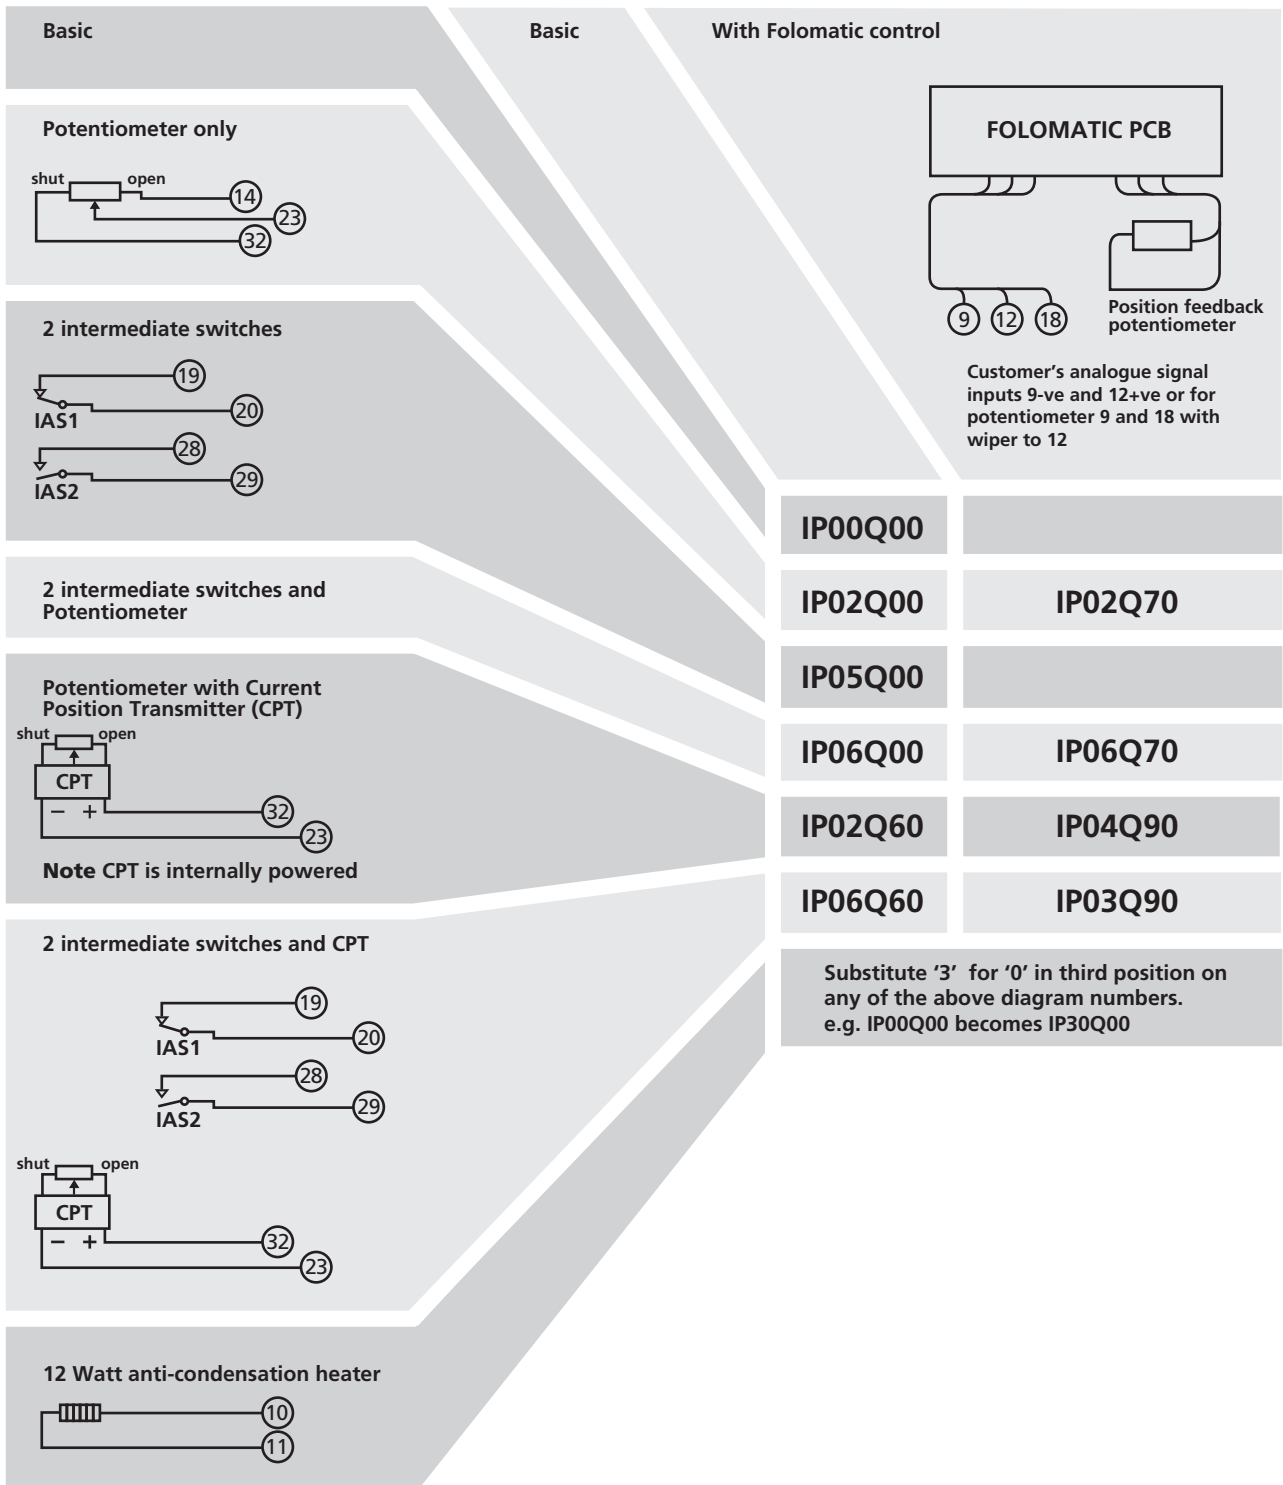 Basic
Basic
With Folomatic control
FOLOMATIC PCB
9 12 18
Position feedback
potentiometer
Customer’s analogue signal
inputs 9-ve and 12+ve or for
potentiometer 9 and 18 with
wiper to 12
Potentiometer only
shut open
14
23
32
2 intermediate switches
19
20
IAS1
28
29
IAS2
2 intermediate switches and
Potentiometer
Potentiometer with Current
Position Transmitter (CPT)
shut open
CPT
– +
32
23
Note CPT is internally powered
2 intermediate switches and CPT
19
20
IAS1
28
29
IAS2
shut open
CPT
– +
32
23
12 Watt anti-condensation heater
10
11
IP00Q00
IP02Q00 IP02Q70
IP05Q00
IP06Q00 IP06Q70
IP02Q60 IP04Q90
IP06Q60 IP03Q90
Substitute ‘3’ for ‘0’ in third position on
any of the above diagram numbers.
e.g. IP00Q00 becomes IP30Q00